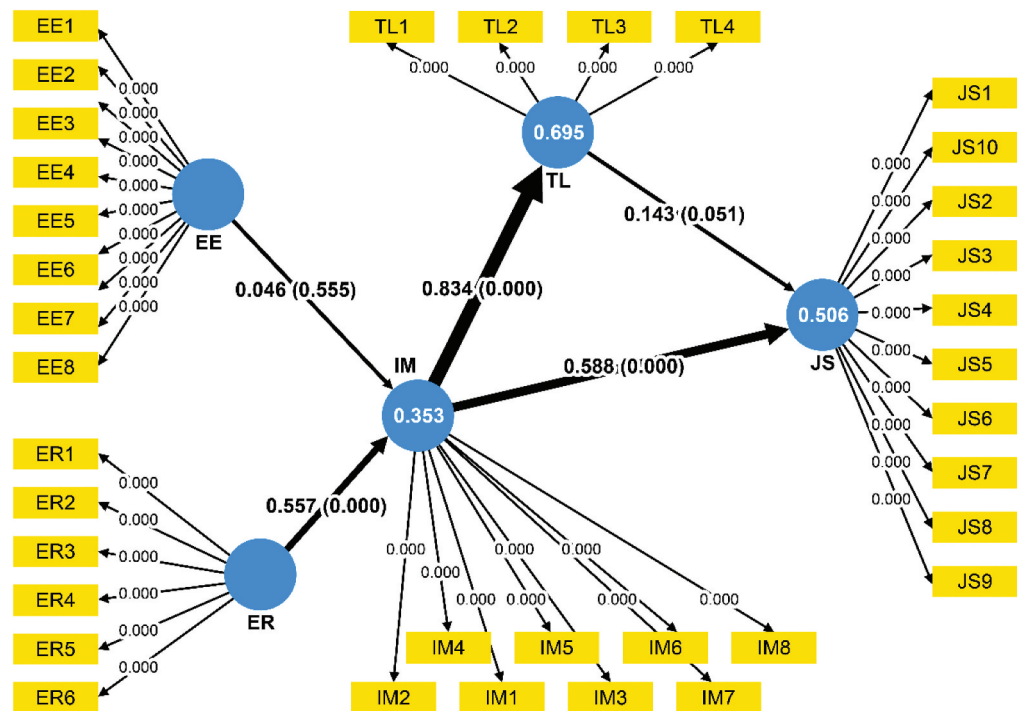 EE1
EE2
EE3
EE4
EE5
EE6
EE7
EE8
0.000
0.000
0.000
0.000
0.000
0.000
0.000
0.000
EE
TL1
TL2
TL3
TL4
0.000
0.000
0.000
0.000
0.695
TL
0.143 (0.051)
0.046 (0.555)
0.834 (0.000)
0.588 (0.000)
0.557 (0.000)
IM
0.353
0.506
JS
JS1
JS10
JS2
JS3
JS4
JS5
JS6
JS7
JS8
JS9
0.000
0.000
0.000
0.000
0.000
0.000
0.000
0.000
0.000
0.000
ER1
ER2
ER3
ER4
ER5
ER6
0.000
0.000
0.000
0.000
0.000
0.000
ER
0.000
0.000
0.000
0.000
0.000
0.000
0.000
0.000
IM4
IM5
IM6
IM8
IM2
IM1
IM3
IM7